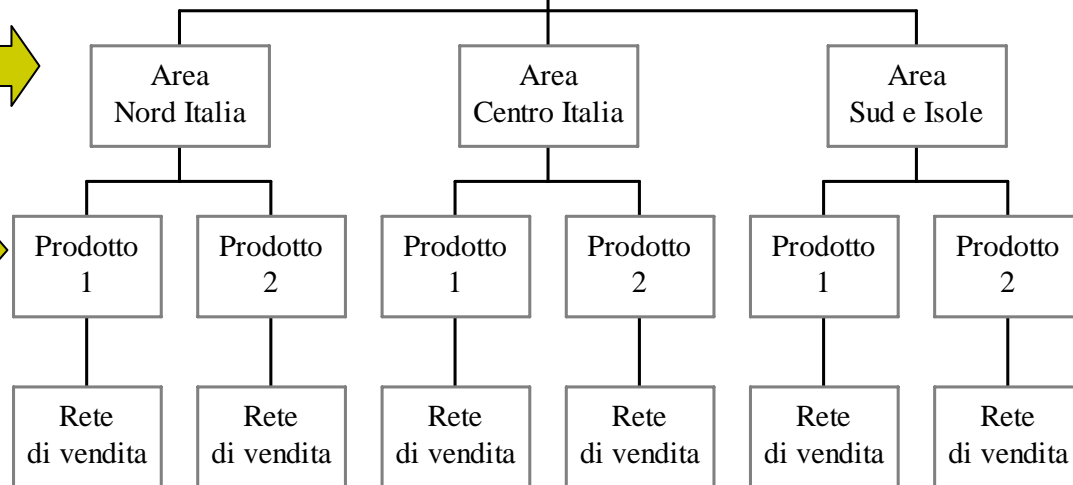 Area
Nord Italia
Area
Centro Italia
Area
Sud e Isole
Prodotto
1
Prodotto
2
Prodotto
1
Prodotto
2
Prodotto
1
Prodotto
2
Rete
di vendita
Rete
di vendita
Rete
di vendita
Rete
di vendita
Rete
di vendita
Rete
di vendita